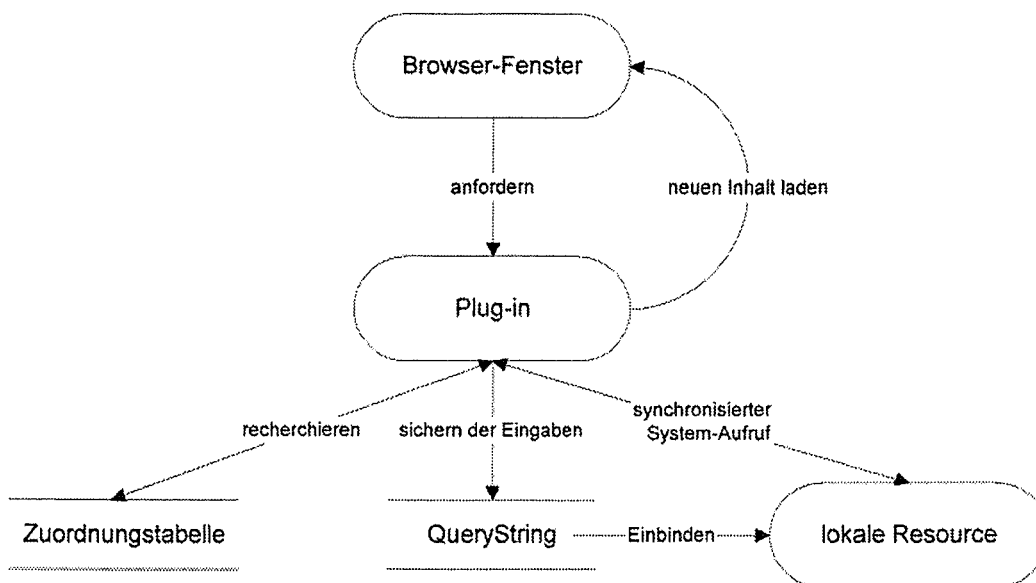 Browser-Fenster
anfordern
neuen Inhalt laden
Plug-in
recherchieren
sichern der Eingaben
synchronisierter
System-Aufruf
Zuordnungstabelle
QueryString
Einbinden
lokale Resource